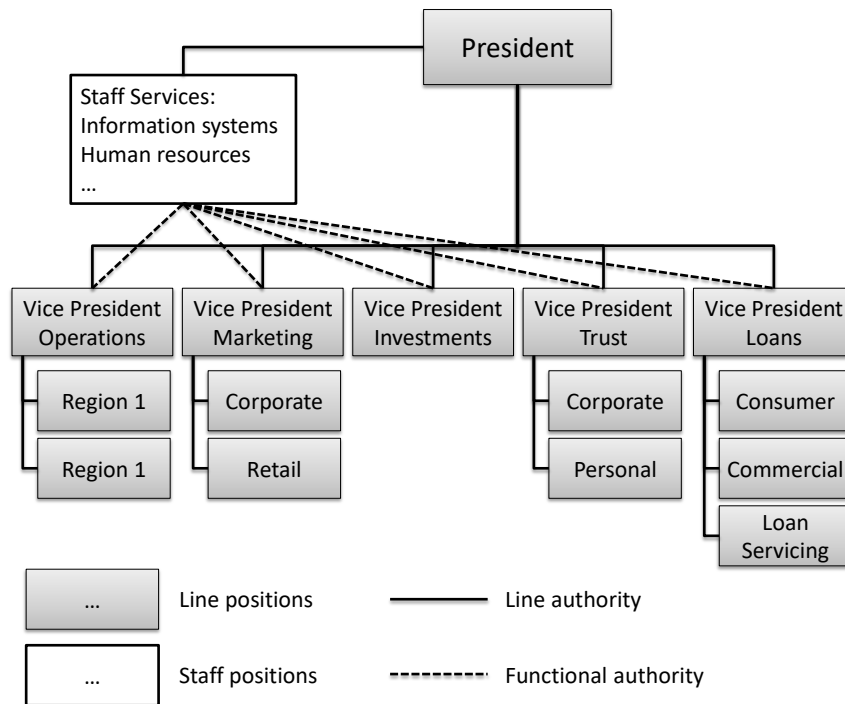 President
Staff Services:
Information systems
Human resources
...
Vice President
Operations
Vice President
Marketing
Vice President
Investments
Vice President
Trust
Vice President
Loans
Region 1
Corporate
Corporate
Consumer
Region 1
Retail
Personal
Commercial
Loan
Servicing
...
Line positions
Line authority
...
Staff positions
Functional authority